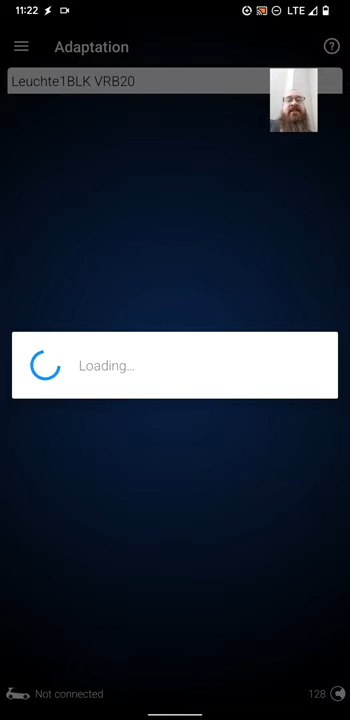 11:22
LTE
Adaptation
?
Leuchte1BLK VRB20
Loading...
Not connected
128